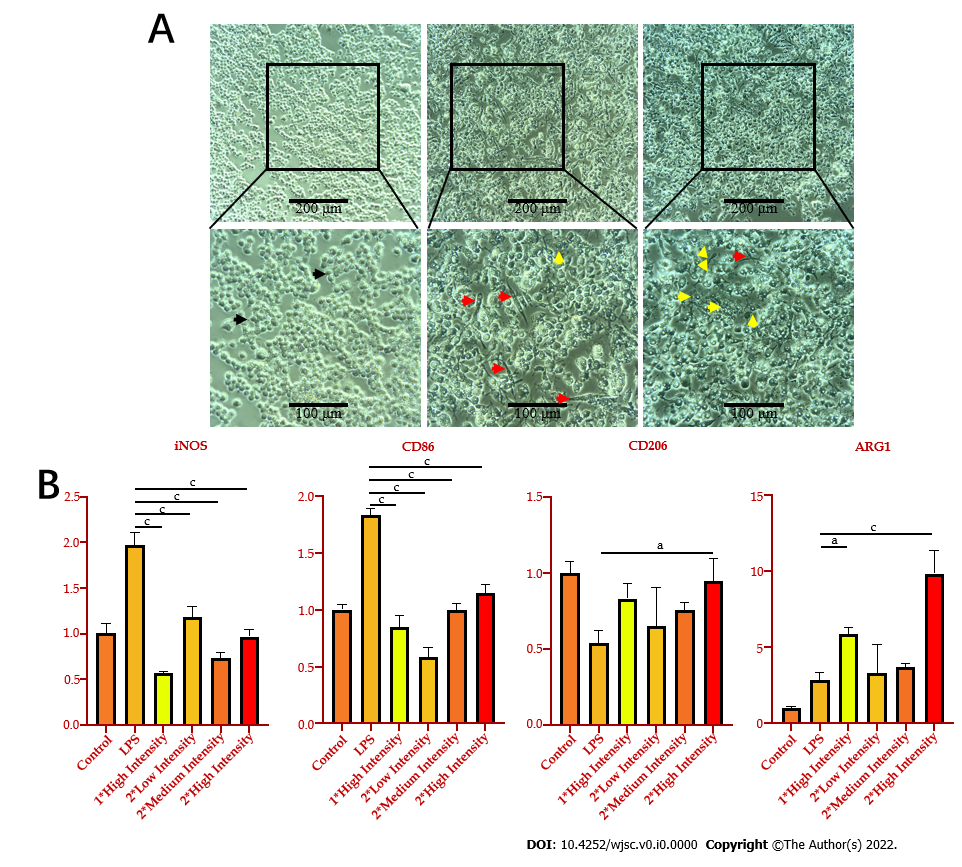 A
200 µm
200 µm
200 µm
100 µm
100 µm
100 µm
B
iNOS
2.5
2.0
1.5
1.0
0.5
0.0
c
c
c
c
Control
LPS
1*High Intensity
2*Low Intensity
2*Medium Intensity
2*High Intensity
CD86
2.0
1.5
1.0
0.5
0.0
c
c
c
c
Control
LPS
1*High Intensity
2*Low Intensity
2*Medium Intensity
2*High Intensity
CD206
1.5
1.0
0.5
0.0
a
Control
LPS
1*High Intensity
2*Low Intensity
2*Medium Intensity
2*High Intensity
ARG1
15
10
5
0
c
a
Control
LPS
1*High Intensity
2*Low Intensity
2*Medium Intensity
2*High Intensity
DOI: 10.4252/wjsc.v0.i0.0000 Copyright ©The Author(s) 2022.